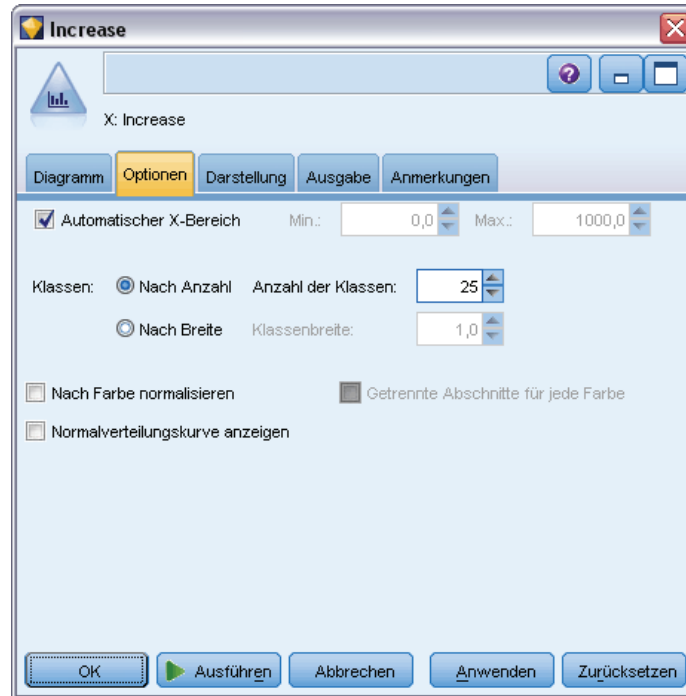 Increase
X: Increase
Diagramm Optionen Darstellung Ausgabe Anmerkungen
Automatischer X-Bereich Min.: 0,0 Max.: 1000,0
Klassen: Nach Anzahl Anzahl der Klassen: 25
Nach Breite Klassenbreite: 1,0
Nach Farbe normalisieren Getrennte Abschnitte für jede Farbe
Normalverteilungskurve anzeigen
OK Ausführen Abbrechen Anwenden Zurücksetzen